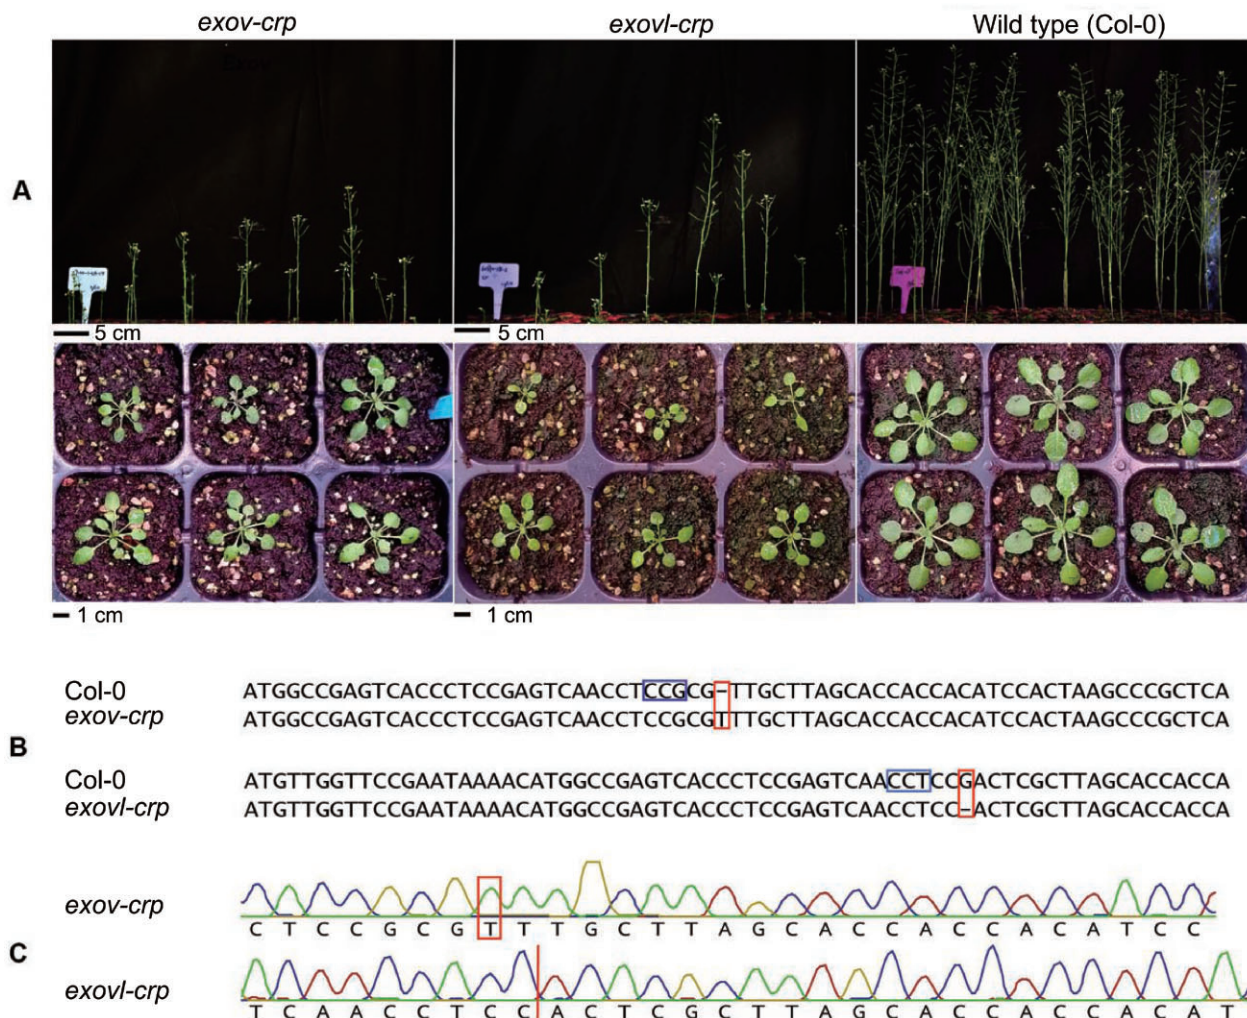 exov-crp exovl-crp Wild type (Col-0)
A
5 cm 5 cm
1 cm 1 cm
Col-0 ATGGCCGAGTCACCCTCCGAGTCAACCTCCGCG-TTGCTTAGCACCACCACATCCACTAAGCCCGCTCA
exov-crp ATGGCCGAGTCACCCTCCGAGTCAACCTCCGCGTTTGCTTAGCACCACCACATCCACTAAGCCCGCTCA
B
Col-0 ATGTTGGTTCCGAATAAAACATGGCCGAGTCACCCTCCGAGTCAACCTCCGACTCGCTTAGCACCACCA
exovl-crp ATGTTGGTTCCGAATAAAACATGGCCGAGTCACCCTCCGAGTCAACCTCC-ACTCGCTTAGCACCACCA
exov-crp
C T C C G C G T T T G C T T A G C A C C A C C A C A T C C
C
exovl-crp
T C A A C C T C C A C T C G C T T A G C A C C A C C A C A T